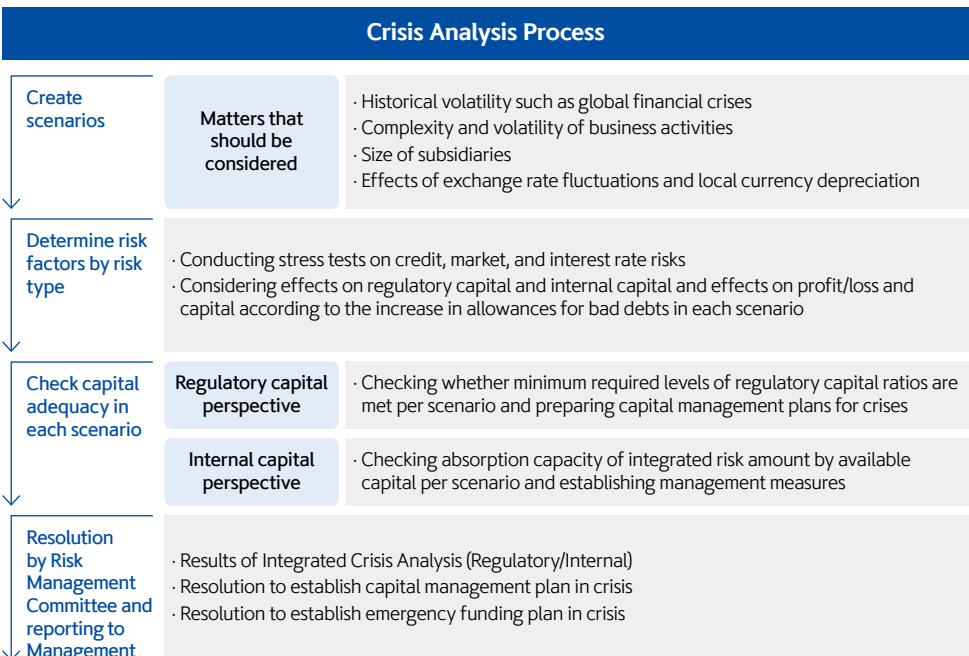 Crisis Analysis Process
Create
scenarios
Matters that
should be
considered
· Historical volatility such as global financial crises
· Complexity and volatility of business activities
· Size of subsidiaries
· Effects of exchange rate fluctuations and local currency depreciation
Determine risk
factors by risk
type
· Conducting stress tests on credit, market, and interest rate risks
· Considering effects on regulatory capital and internal capital and effects on profit/loss and
capital according to the increase in allowances for bad debts in each scenario
Check capital
adequacy in
each scenario
Regulatory capital
perspective
· Checking whether minimum required levels of regulatory capital ratios are
met per scenario and preparing capital management plans for crises
Internal capital
perspective
· Checking absorption capacity of integrated risk amount by available
capital per scenario and establishing management measures
Resolution
by Risk
Management
Committee and
reporting to
Management
· Results of Integrated Crisis Analysis (Regulatory/Internal)
· Resolution to establish capital management plan in crisis
· Resolution to establish emergency funding plan in crisis